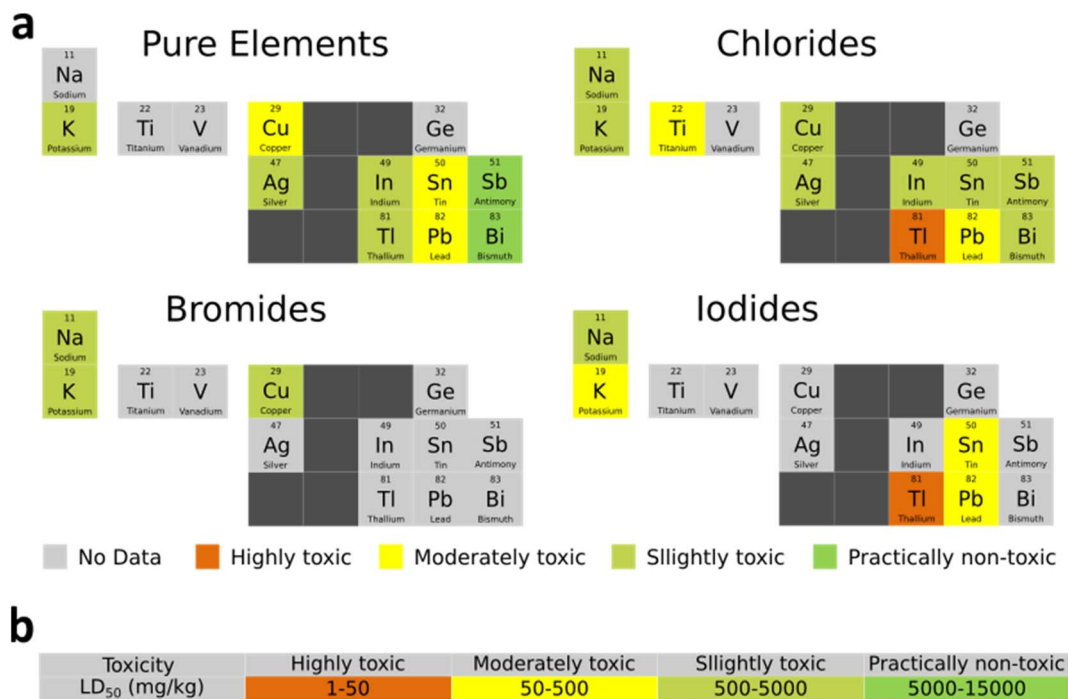 a
Pure Elements
11
Na
Sodium
19
K
Potassium
22
Ti
Titanium
23
V
Vanadium
29
Cu
Copper
32
Ge
Germanium
47
Ag
Silver
49
In
Indium
50
Sn
Tin
51
Sb
Antimony
81
Tl
Thallium
82
Pb
Lead
83
Bi
Bismuth
Chlorides
11
Na
Sodium
19
K
Potassium
22
Ti
Titanium
23
V
Vanadium
29
Cu
Copper
32
Ge
Germanium
47
Ag
Silver
49
In
Indium
50
Sn
Tin
51
Sb
Antimony
81
Tl
Thallium
82
Pb
Lead
83
Bi
Bismuth
Bromides
11
Na
Sodium
19
K
Potassium
22
Ti
Titanium
23
V
Vanadium
29
Cu
Copper
32
Ge
Germanium
47
Ag
Silver
49
In
Indium
50
Sn
Tin
51
Sb
Antimony
81
Tl
Thallium
82
Pb
Lead
83
Bi
Bismuth
Iodides
11
Na
Sodium
19
K
Potassium
22
Ti
Titanium
23
V
Vanadium
29
Cu
Copper
32
Ge
Germanium
47
Ag
Silver
49
In
Indium
50
Sn
Tin
51
Sb
Antimony
81
Tl
Thallium
82
Pb
Lead
83
Bi
Bismuth
No Data Highly toxic Moderately toxic Sllightly toxic Practically non-toxic
b
Toxicity Highly toxic Moderately toxic Sllightly toxic Practically non-toxic
LD50 (mg/kg) 1-50 50-500 500-5000 5000-15000